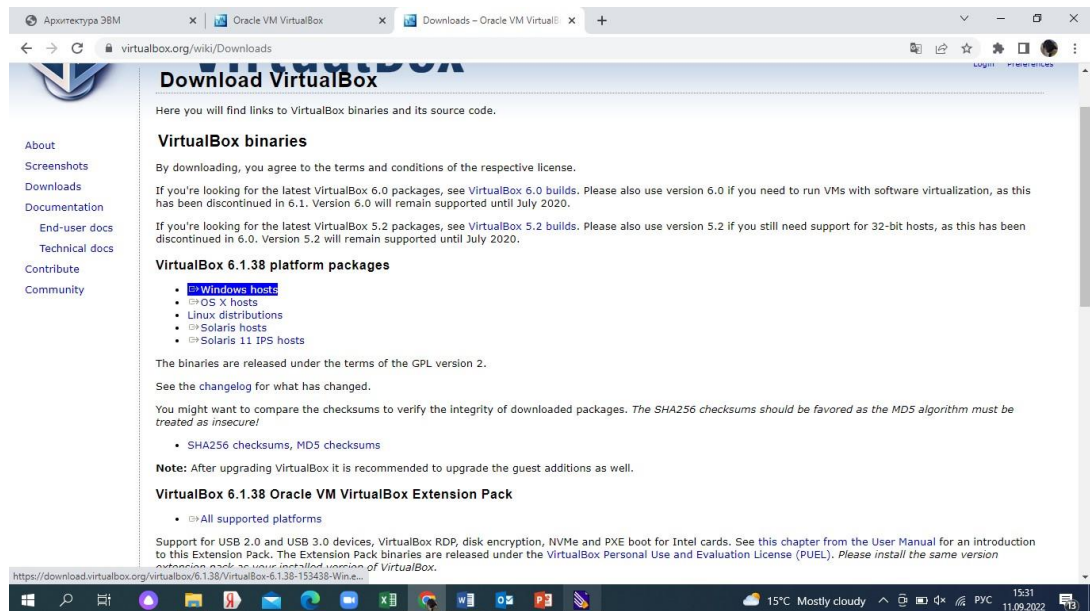 Архитектура ЭВМ
Oracle VM VirtualBox
Downloads – Oracle VM VirtualB
virtualbox.org/wiki/Downloads
VirtualBox
Login Preferences
Download VirtualBox
Here you will find links to VirtualBox binaries and its source code.
About
Screenshots
Downloads
Documentation
End-user docs
Technical docs
Contribute
Community
VirtualBox binaries
By downloading, you agree to the terms and conditions of the respective license.
If you're looking for the latest VirtualBox 6.0 packages, see VirtualBox 6.0 builds. Please also use version 6.0 if you need to run VMs with software virtualization, as this
has been discontinued in 6.1. Version 6.0 will remain supported until July 2020.
If you're looking for the latest VirtualBox 5.2 packages, see VirtualBox 5.2 builds. Please also use version 5.2 if you still need support for 32-bit hosts, as this has been
discontinued in 6.0. Version 5.2 will remain supported until July 2020.
VirtualBox 6.1.38 platform packages
Windows hosts
OS X hosts
Linux distributions
Solaris hosts
Solaris 11 IPS hosts
The binaries are released under the terms of the GPL version 2.
See the changelog for what has changed.
You might want to compare the checksums to verify the integrity of downloaded packages. The SHA256 checksums should be favored as the MD5 algorithm must be
treated as insecure!
SHA256 checksums, MD5 checksums
Note: After upgrading VirtualBox it is recommended to upgrade the guest additions as well.
VirtualBox 6.1.38 Oracle VM VirtualBox Extension Pack
All supported platforms
Support for USB 2.0 and USB 3.0 devices, VirtualBox RDP, disk encryption, NVMe and PXE boot for Intel cards. See this chapter from the User Manual for an introduction
to this Extension Pack. The Extension Pack binaries are released under the VirtualBox Personal Use and Evaluation License (PUEL). Please install the same version
extension pack as your installed version of VirtualBox.
https://download.virtualbox.org/virtualbox/6.1.38/VirtualBox-6.1.38-153438-Win.e...
15°C Mostly cloudy
РУС
15:31
11.09.2022